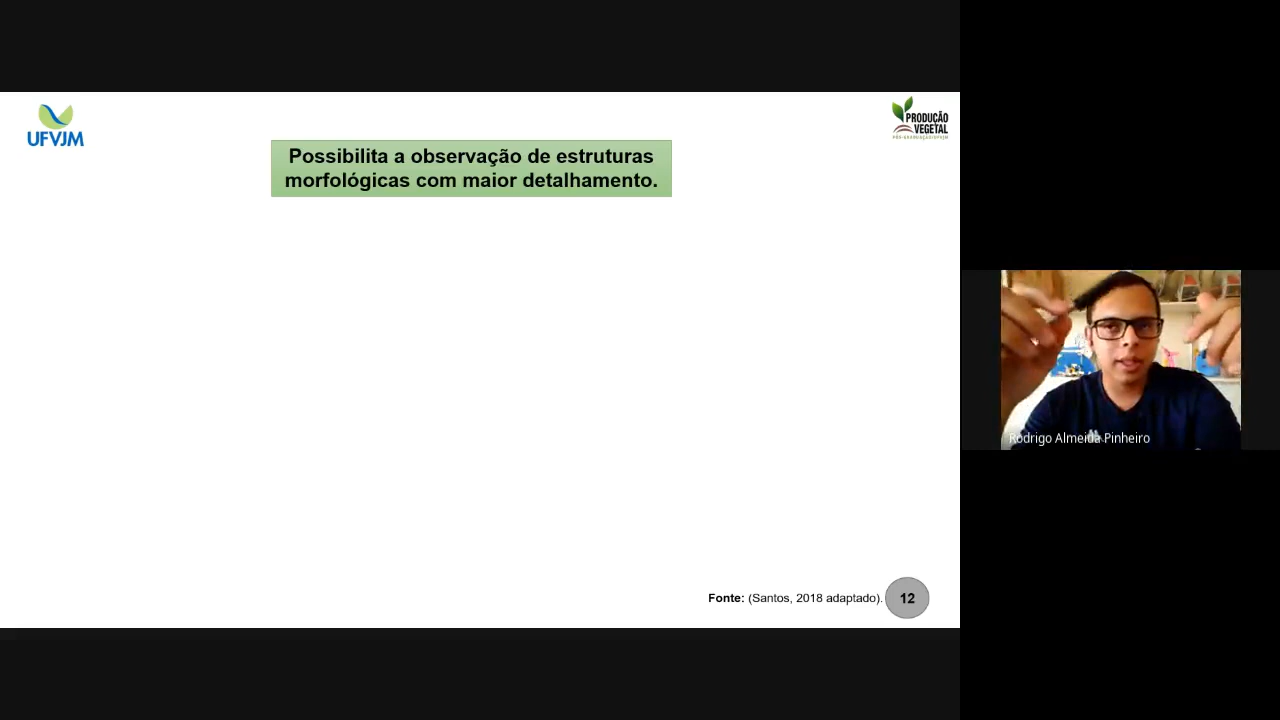 UFVJM
PRODUÇÃO
VEGETAL
Possibilita a observação de estruturas
morfológicas com maior detalhamento.
Rodrigo Almeida Pinheiro
Fonte: (Santos, 2018 adaptado).
12